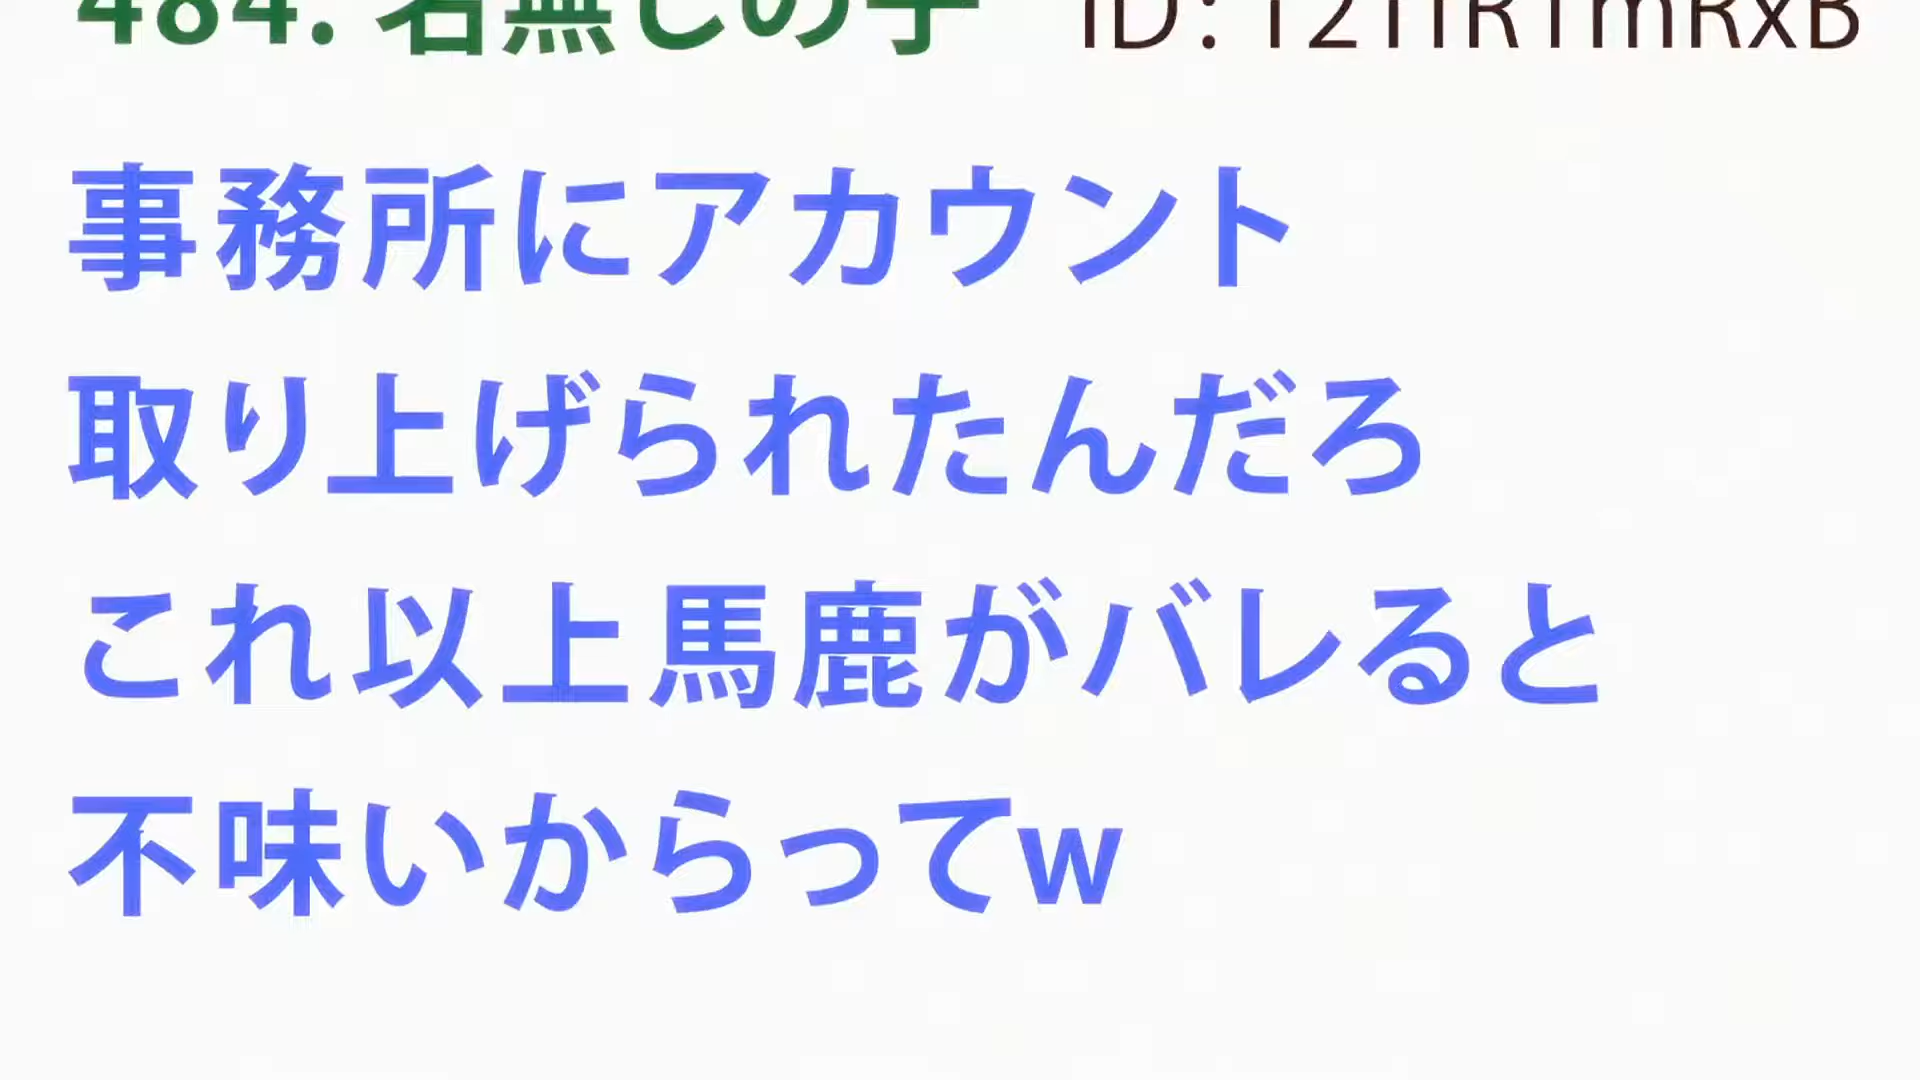 484. 名無しの子
事務所にアカウント
取り上げられたんだろ
これ以上馬鹿がバレると
不味いからってw